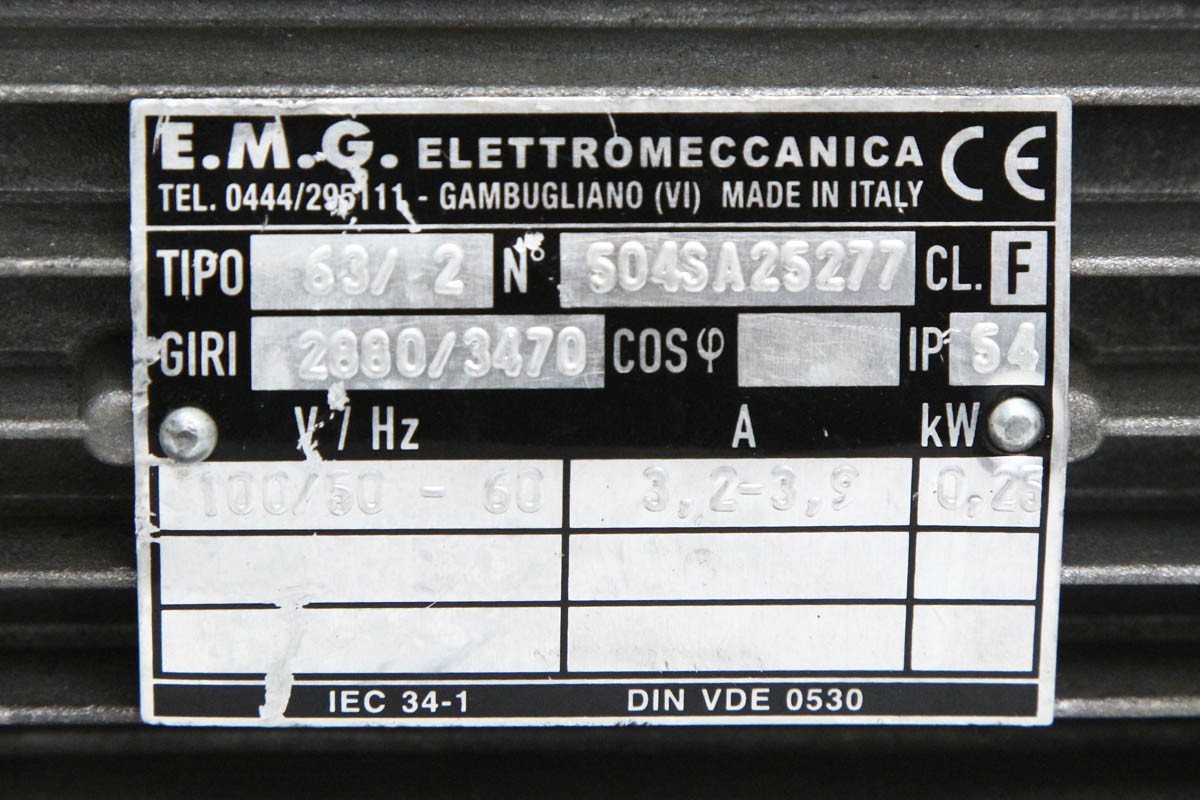 E.M.G. ELETTROMECCANICA CE
TEL. 0444/295111 - GAMBUGLIANO (VI) MADE IN ITALY
TIPO 63/ 2 N° 504SA25277 CL. F
GIRI 2880/3470 COSφ IP 54
V / Hz A kW
100/50 - 60 3,2-3,9 0,25
IEC 34-1 DIN VDE 0530